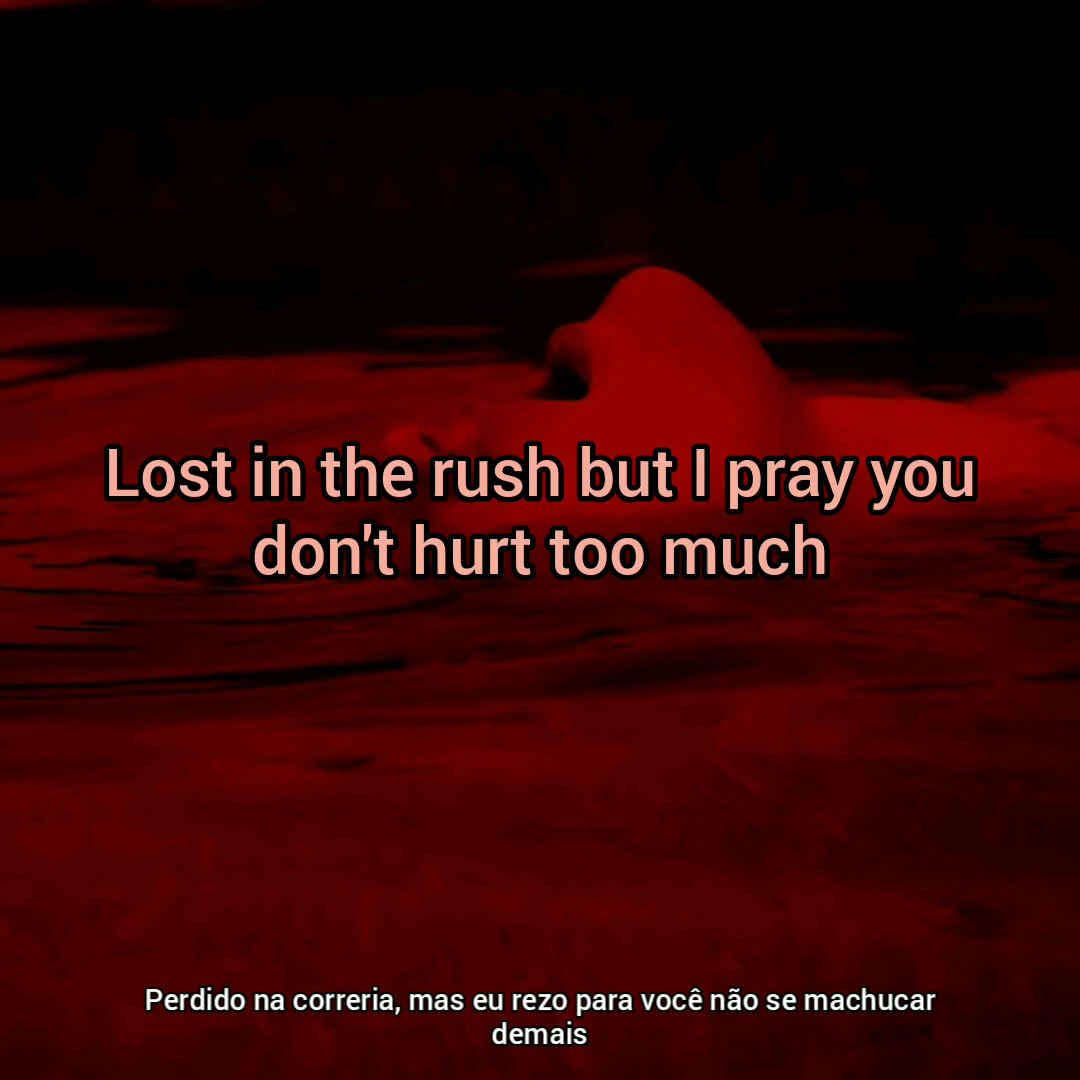 Lost in the rush but I pray you
don't hurt too much
Perdido na correria, mas eu rezo para você não se machucar
demais